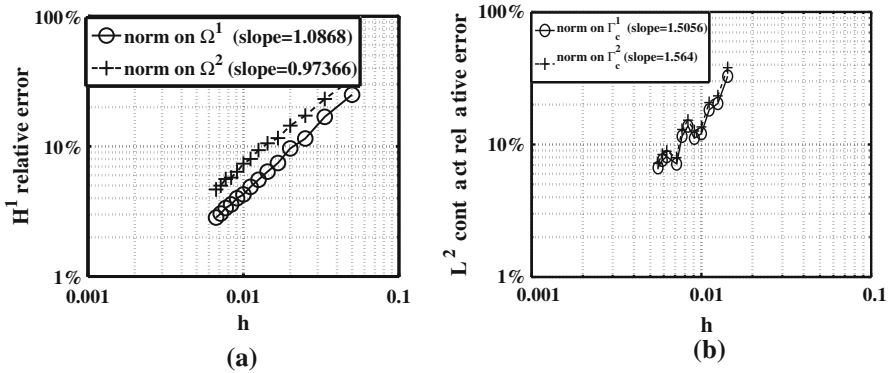 100%
norm on Ω¹ (slope=1.0868)
norm on Ω² (slope=0.97366)
10%
1%
0.001
0.01
0.1
H¹ relative error
h
(a)
100%
norm on Γ_c¹ (slope=1.5056)
norm on Γ_c² (slope=1.564)
10%
1%
0.001
0.01
0.1
L² cont act rel ative error
h
(b)